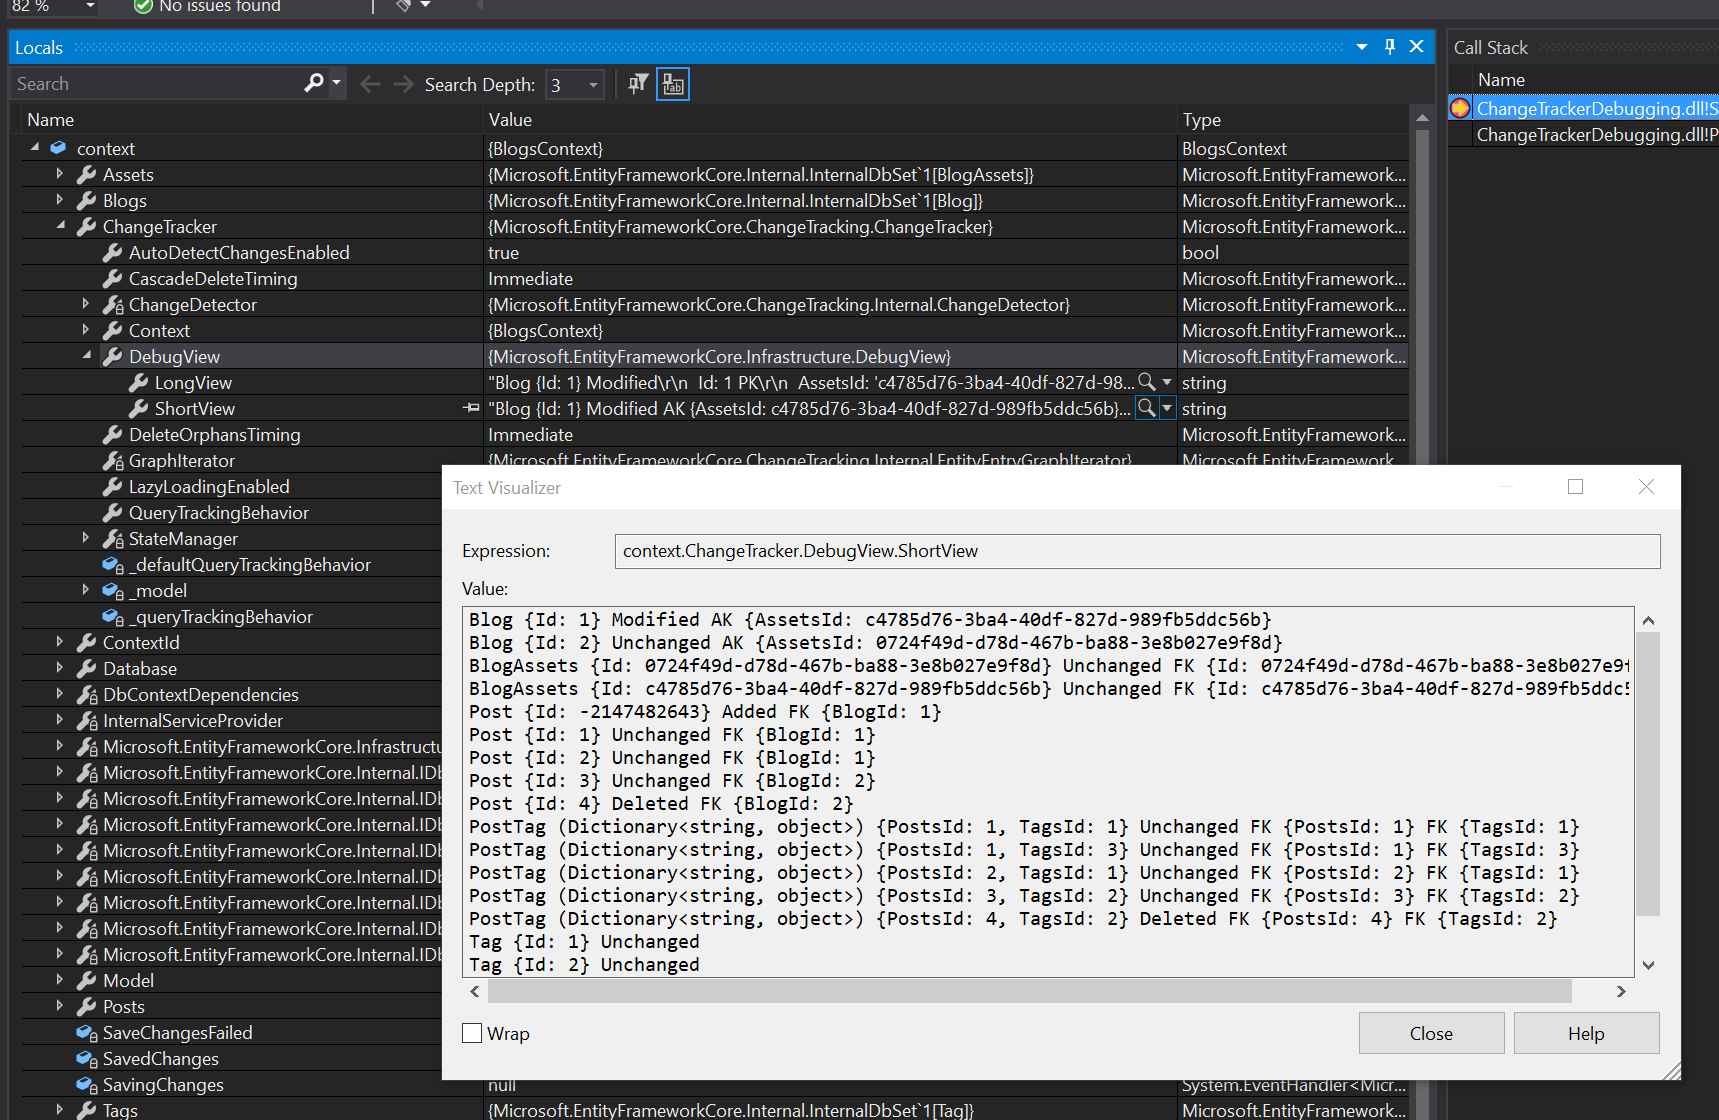 82 %
No issues found
Locals
Search
Search Depth:
3
Name Value Type
context {BlogsContext} BlogsContext
Assets {Microsoft.EntityFrameworkCore.Internal.InternalDbSet`1[BlogAssets]} Microsoft.EntityFramework...
Blogs {Microsoft.EntityFrameworkCore.Internal.InternalDbSet`1[Blog]} Microsoft.EntityFramework...
ChangeTracker {Microsoft.EntityFrameworkCore.ChangeTracking.ChangeTracker} Microsoft.EntityFramework...
AutoDetectChangesEnabled true bool
CascadeDeleteTiming Immediate Microsoft.EntityFramework...
ChangeDetector {Microsoft.EntityFrameworkCore.ChangeTracking.Internal.ChangeDetector} Microsoft.EntityFramework...
Context {BlogsContext} Microsoft.EntityFramework...
DebugView {Microsoft.EntityFrameworkCore.Infrastructure.DebugView} Microsoft.EntityFramework...
LongView "Blog {Id: 1} Modified\r\n  Id: 1 PK\r\n  AssetsId: 'c4785d76-3ba4-40df-827d-98... string
ShortView "Blog {Id: 1} Modified AK {AssetsId: c4785d76-3ba4-40df-827d-989fb5ddc56b}... string
DeleteOrphansTiming Immediate Microsoft.EntityFramework...
GraphIterator {Microsoft.EntityFrameworkCore.ChangeTracking.Internal.EntityEntryGraphIterator} Microsoft.EntityFramework
LazyLoadingEnabled
QueryTrackingBehavior
StateManager
_defaultQueryTrackingBehavior
_model
_queryTrackingBehavior
ContextId
Database
DbContextDependencies
InternalServiceProvider
Microsoft.EntityFrameworkCore.Infrastructu
Microsoft.EntityFrameworkCore.Internal.IDb
Microsoft.EntityFrameworkCore.Internal.IDb
Microsoft.EntityFrameworkCore.Internal.IDb
Microsoft.EntityFrameworkCore.Internal.IDb
Microsoft.EntityFrameworkCore.Internal.IDb
Microsoft.EntityFrameworkCore.Internal.IDb
Microsoft.EntityFrameworkCore.Internal.IDb
Microsoft.EntityFrameworkCore.Internal.IDb
Model
Posts
SaveChangesFailed
SavedChanges
SavingChanges null System.EventHandler<Micr...
Tags {Microsoft.EntityFrameworkCore.Internal.InternalDbSet`1[Tag]} Microsoft.EntityFramework...
Call Stack
Name
ChangeTrackerDebugging.dll!S
ChangeTrackerDebugging.dll!P
Text Visualizer
Expression: context.ChangeTracker.DebugView.ShortView
Value:
Blog {Id: 1} Modified AK {AssetsId: c4785d76-3ba4-40df-827d-989fb5ddc56b}
Blog {Id: 2} Unchanged AK {AssetsId: 0724f49d-d78d-467b-ba88-3e8b027e9f8d}
BlogAssets {Id: 0724f49d-d78d-467b-ba88-3e8b027e9f8d} Unchanged FK {Id: 0724f49d-d78d-467b-ba88-3e8b027e9f
BlogAssets {Id: c4785d76-3ba4-40df-827d-989fb5ddc56b} Unchanged FK {Id: c4785d76-3ba4-40df-827d-989fb5ddc5
Post {Id: -2147482643} Added FK {BlogId: 1}
Post {Id: 1} Unchanged FK {BlogId: 1}
Post {Id: 2} Unchanged FK {BlogId: 1}
Post {Id: 3} Unchanged FK {BlogId: 2}
Post {Id: 4} Deleted FK {BlogId: 2}
PostTag (Dictionary<string, object>) {PostsId: 1, TagsId: 1} Unchanged FK {PostsId: 1} FK {TagsId: 1}
PostTag (Dictionary<string, object>) {PostsId: 1, TagsId: 3} Unchanged FK {PostsId: 1} FK {TagsId: 3}
PostTag (Dictionary<string, object>) {PostsId: 2, TagsId: 1} Unchanged FK {PostsId: 2} FK {TagsId: 1}
PostTag (Dictionary<string, object>) {PostsId: 3, TagsId: 2} Unchanged FK {PostsId: 3} FK {TagsId: 2}
PostTag (Dictionary<string, object>) {PostsId: 4, TagsId: 2} Deleted FK {PostsId: 4} FK {TagsId: 2}
Tag {Id: 1} Unchanged
Tag {Id: 2} Unchanged
Wrap
Close
Help